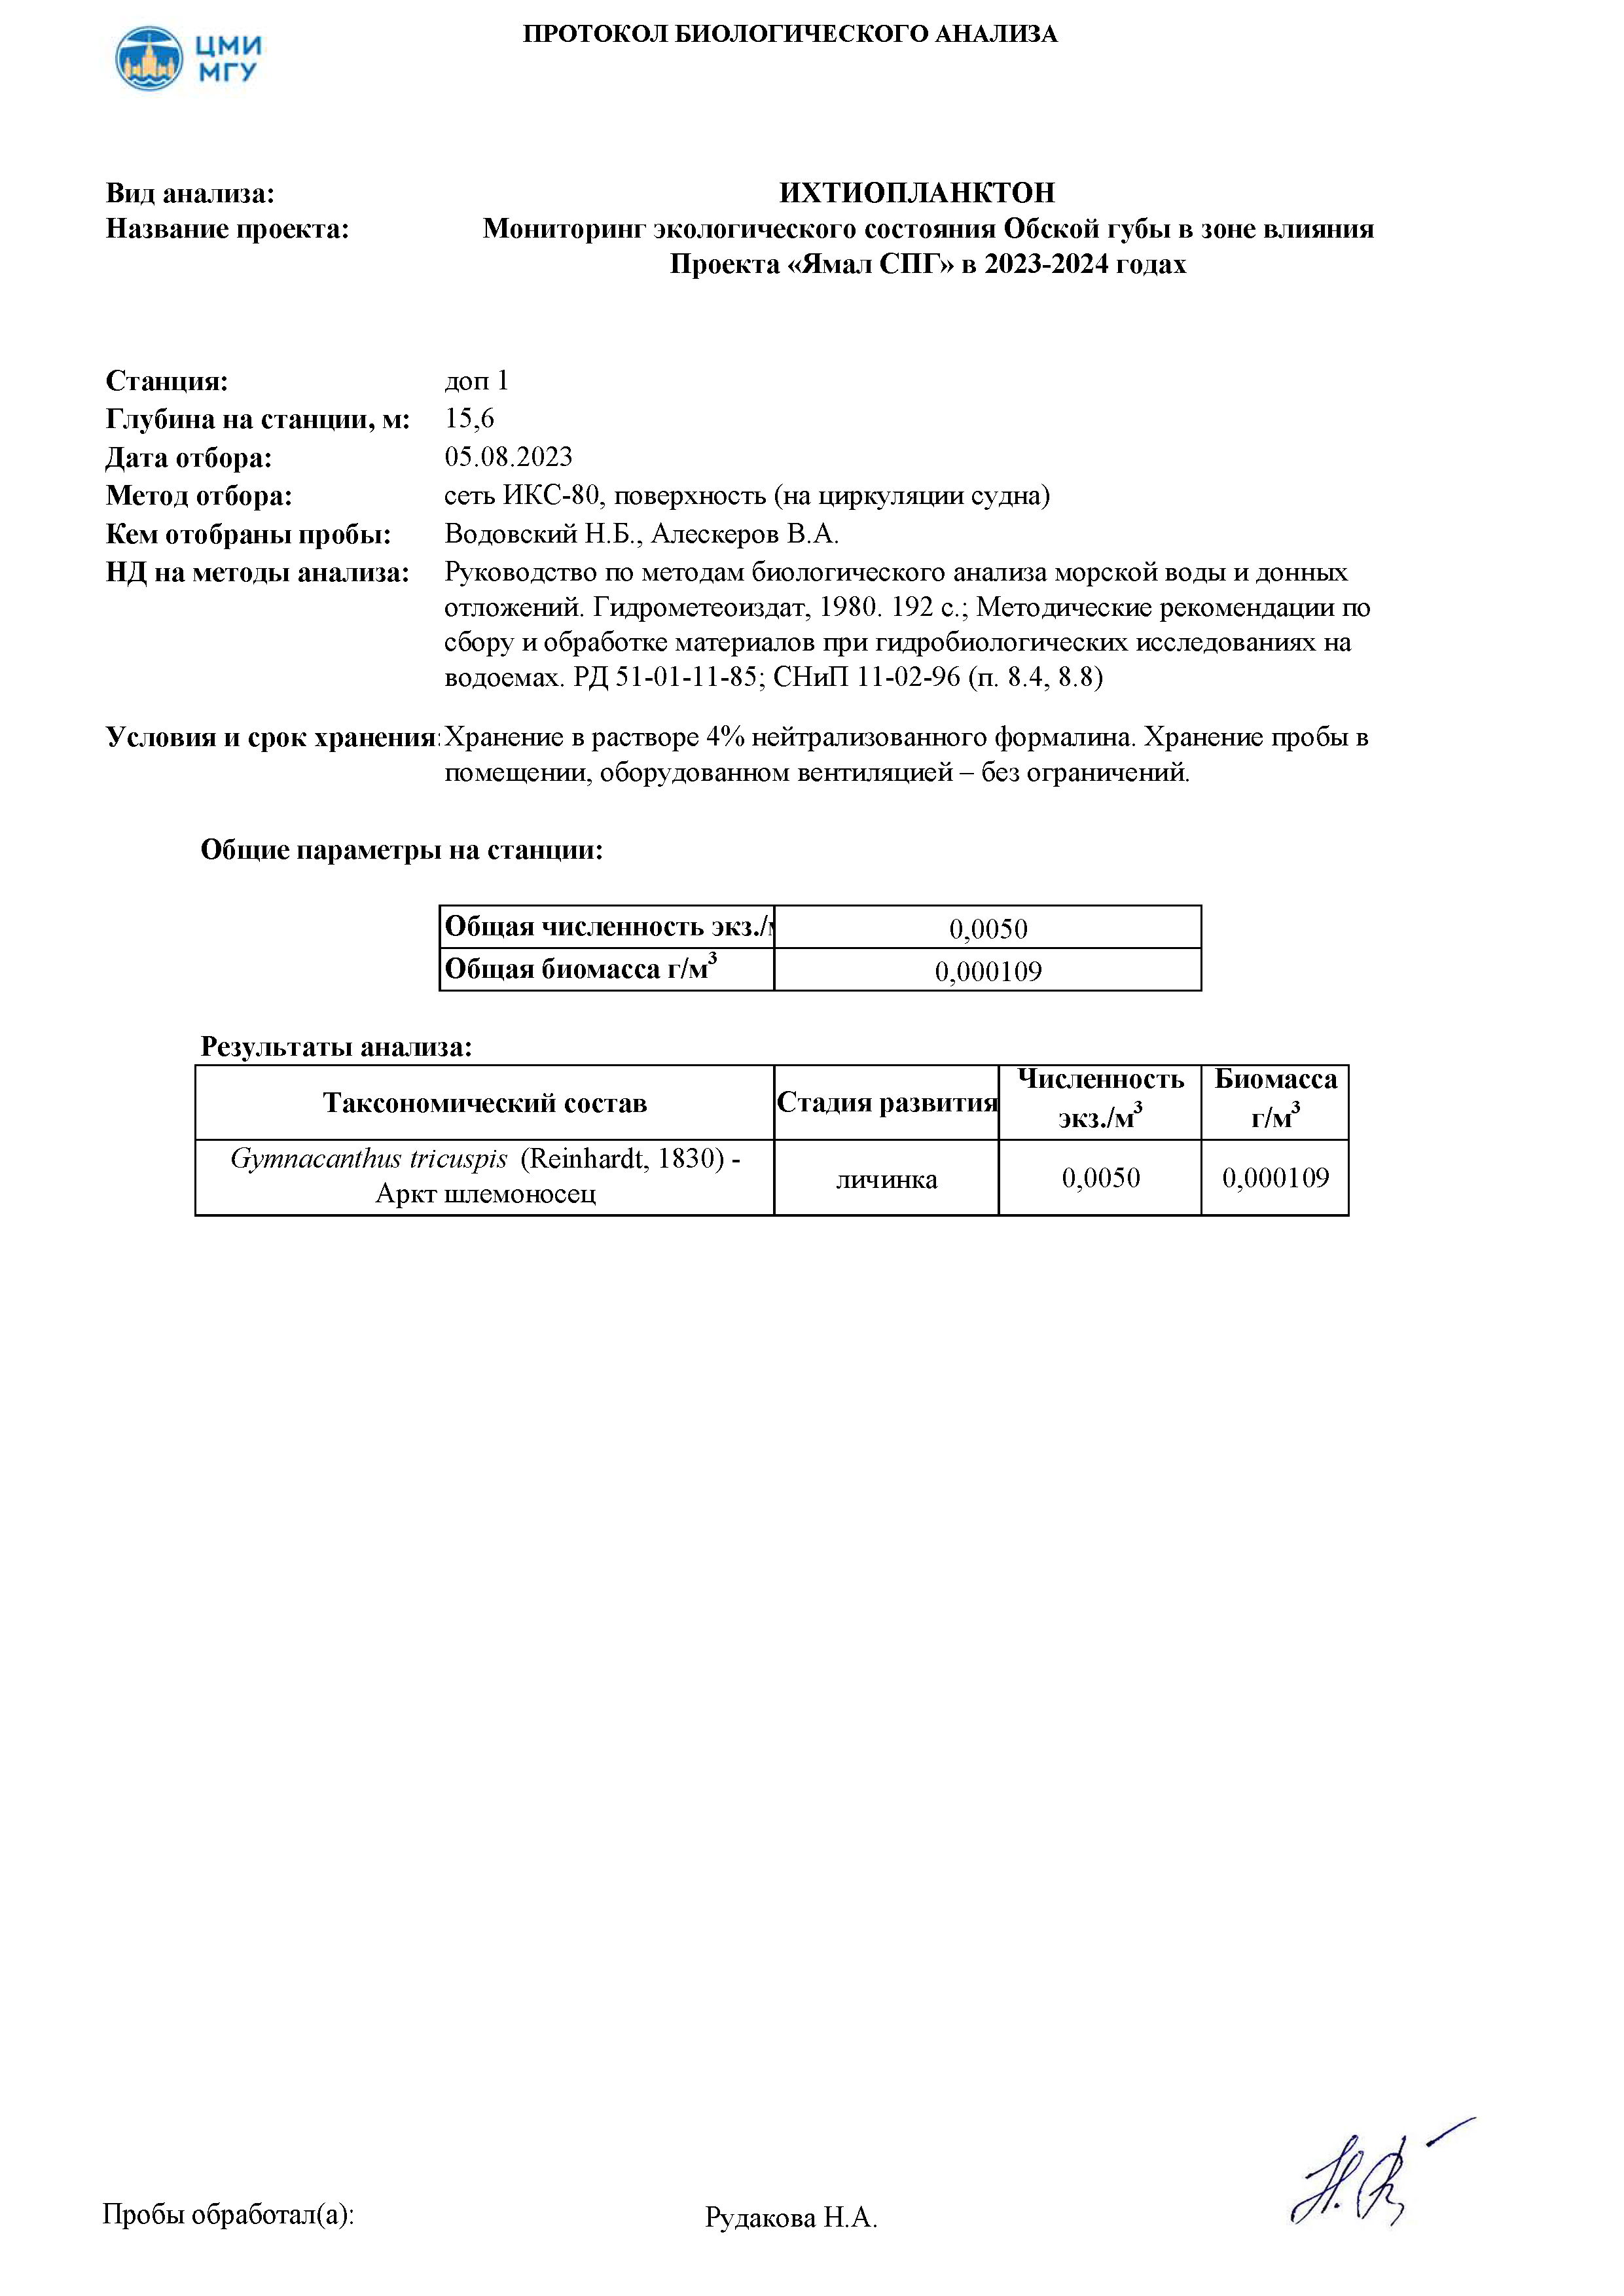 ЦМИ
МГУ
ПРОТОКОЛ БИОЛОГИЧЕСКОГО АНАЛИЗА
Вид анализа: ИХТИОПЛАНКТОН
Название проекта: Мониторинг экологического состояния Обской губы в зоне влияния
Проекта «Ямал СПГ» в 2023-2024 годах
Станция: доп 1
Глубина на станции, м: 15,6
Дата отбора: 05.08.2023
Метод отбора: сеть ИКС-80, поверхность (на циркуляции судна)
Кем отобраны пробы: Водовский Н.Б., Алескеров В.А.
НД на методы анализа: Руководство по методам биологического анализа морской воды и донных
отложений. Гидрометеоиздат, 1980. 192 с.; Методические рекомендации по
сбору и обработке материалов при гидробиологических исследованиях на
водоемах. РД 51-01-11-85; СНиП 11-02-96 (п. 8.4, 8.8)
Условия и срок хранения: Хранение в растворе 4% нейтрализованного формалина. Хранение пробы в
помещении, оборудованном вентиляцией – без ограничений.
Общие параметры на станции:
Общая численность экз./ 0,0050
Общая биомасса г/м³ 0,000109
Результаты анализа:
Таксономический состав Стадия развития Численность экз./м³ Биомасса г/м³
Gymnacanthus tricuspis (Reinhardt, 1830) -
Аркт шлемоносец личинка 0,0050 0,000109
Пробы обработал(а): Рудакова Н.А.